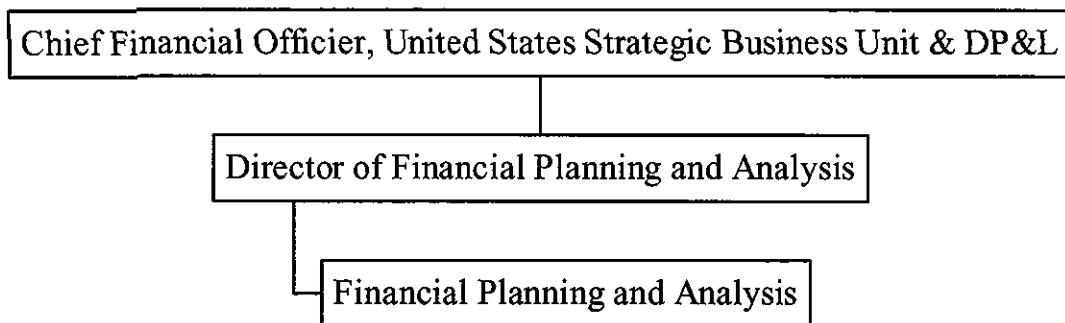 Chief Financial Officier, United States Strategic Business Unit & DP&L
Director of Financial Planning and Analysis
Financial Planning and Analysis